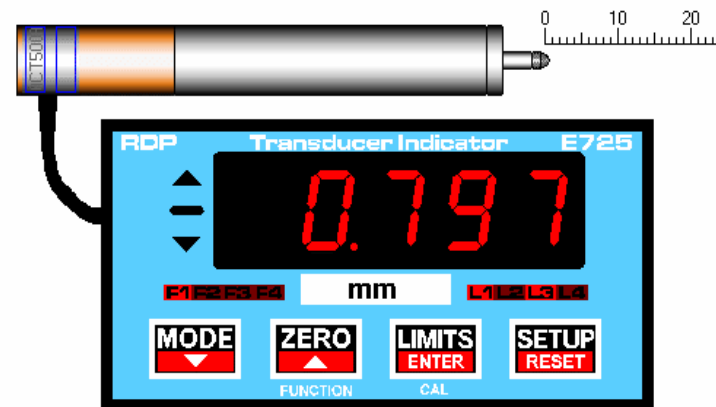 0 10 20
DCT500
RDP Transducer Indicator E725
0.797
F1 F2 F3 F4 mm L1 L2 L3 L4
MODE ZERO LIMITS SETUP
ENTER RESET
FUNCTION CAL